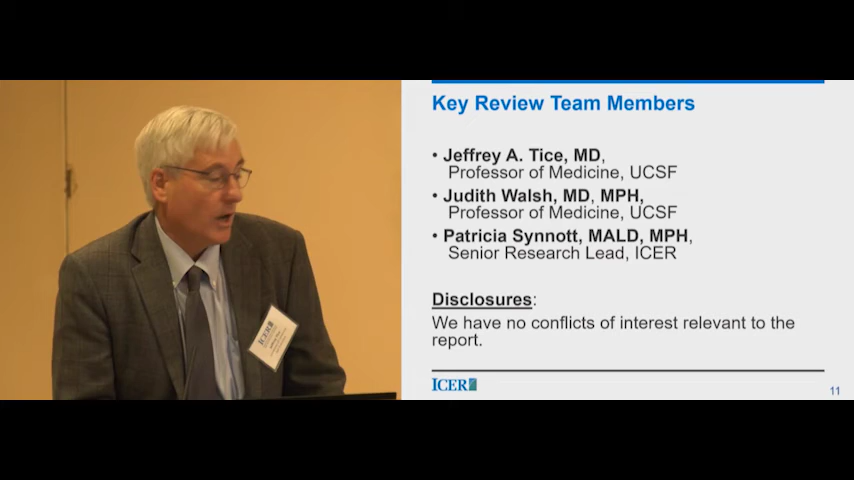 Key Review Team Members
• Jeffrey A. Tice, MD,
Professor of Medicine, UCSF
• Judith Walsh, MD, MPH,
Professor of Medicine, UCSF
• Patricia Synnott, MALD, MPH,
Senior Research Lead, ICER
Disclosures:
We have no conflicts of interest relevant to the
report.
ICER
11
ICER